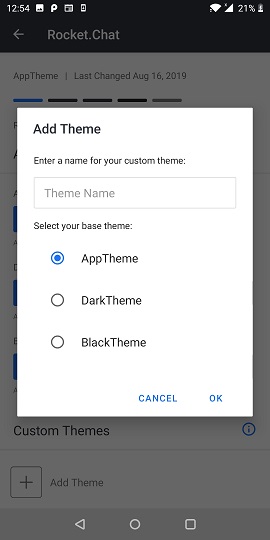 12:54
21%
Rocket.Chat
AppTheme | Last Changed Aug 16, 2019
Add Theme
Enter a name for your custom theme:
Theme Name
Select your base theme:
AppTheme
DarkTheme
BlackTheme
CANCEL OK
Custom Themes
Add Theme